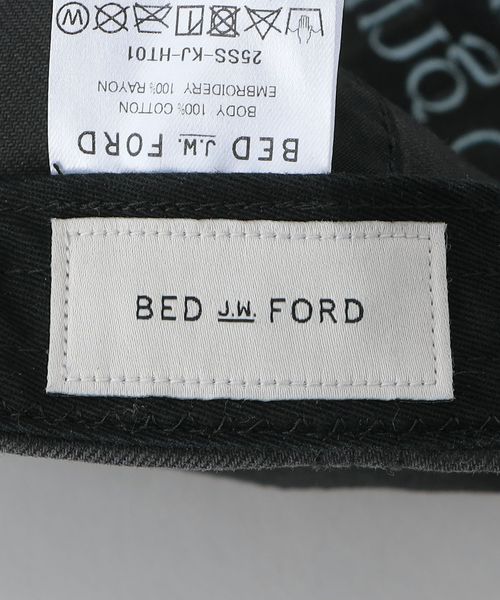 BED J.W. FORD
BODY 100% COTTON
EMBROIDERY 100% RAYON
25SS-KJ-HT01
W
BED J.W. FORD